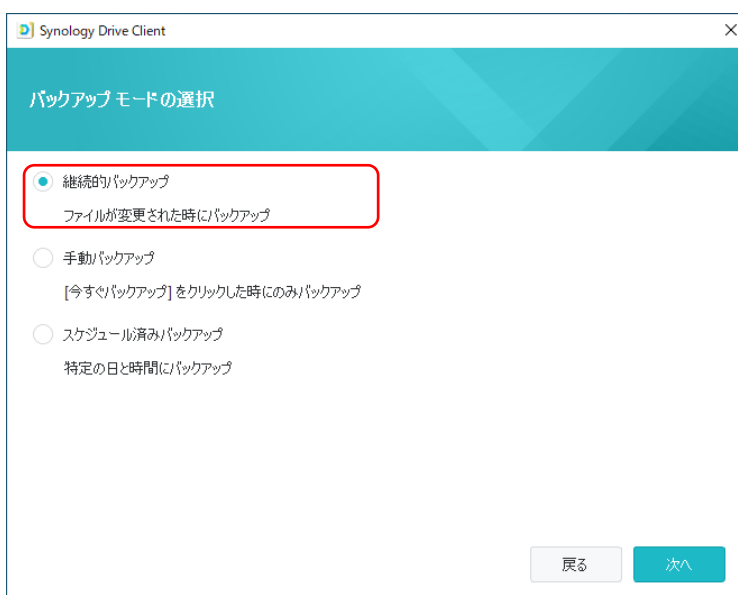 Synology Drive Client
バックアップ モードの選択
継続的バックアップ
ファイルが変更された時にバックアップ
手動バックアップ
[今すぐバックアップ] をクリックした時にのみバックアップ
スケジュール済みバックアップ
特定の日と時間にバックアップ
戻る
次へ